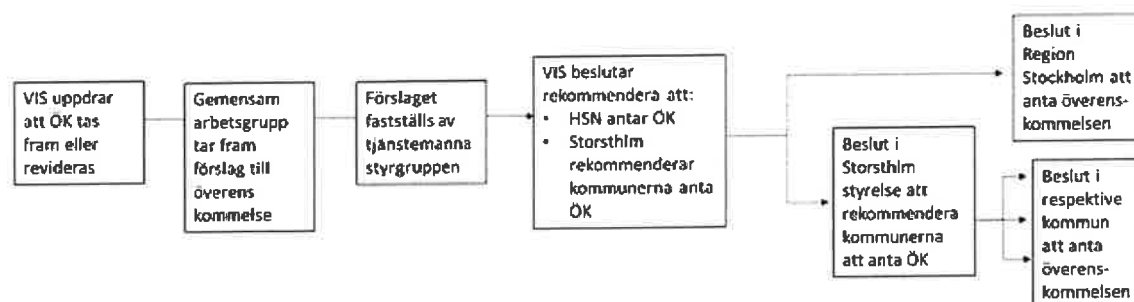 VIS uppdrar
att ÖK tas
fram eller
revideras
Gemensam
arbetsgrupp
tar fram
förslag till
överens
kommelse
Förslaget
fastställs av
tjänstemanna
styrgruppen
VIS beslutar
rekommendera att:
• HSN antar ÖK
• Storsthlm
rekommenderar
kommunerna anta
ÖK
Beslut i
Region
Stockholm att
anta överens-
kommelsen
Beslut i
Storsthlm
styrelse att
rekommendera
kommunerna
att anta ÖK
Beslut i
respektive
kommun
att anta
överens-
kommelsen